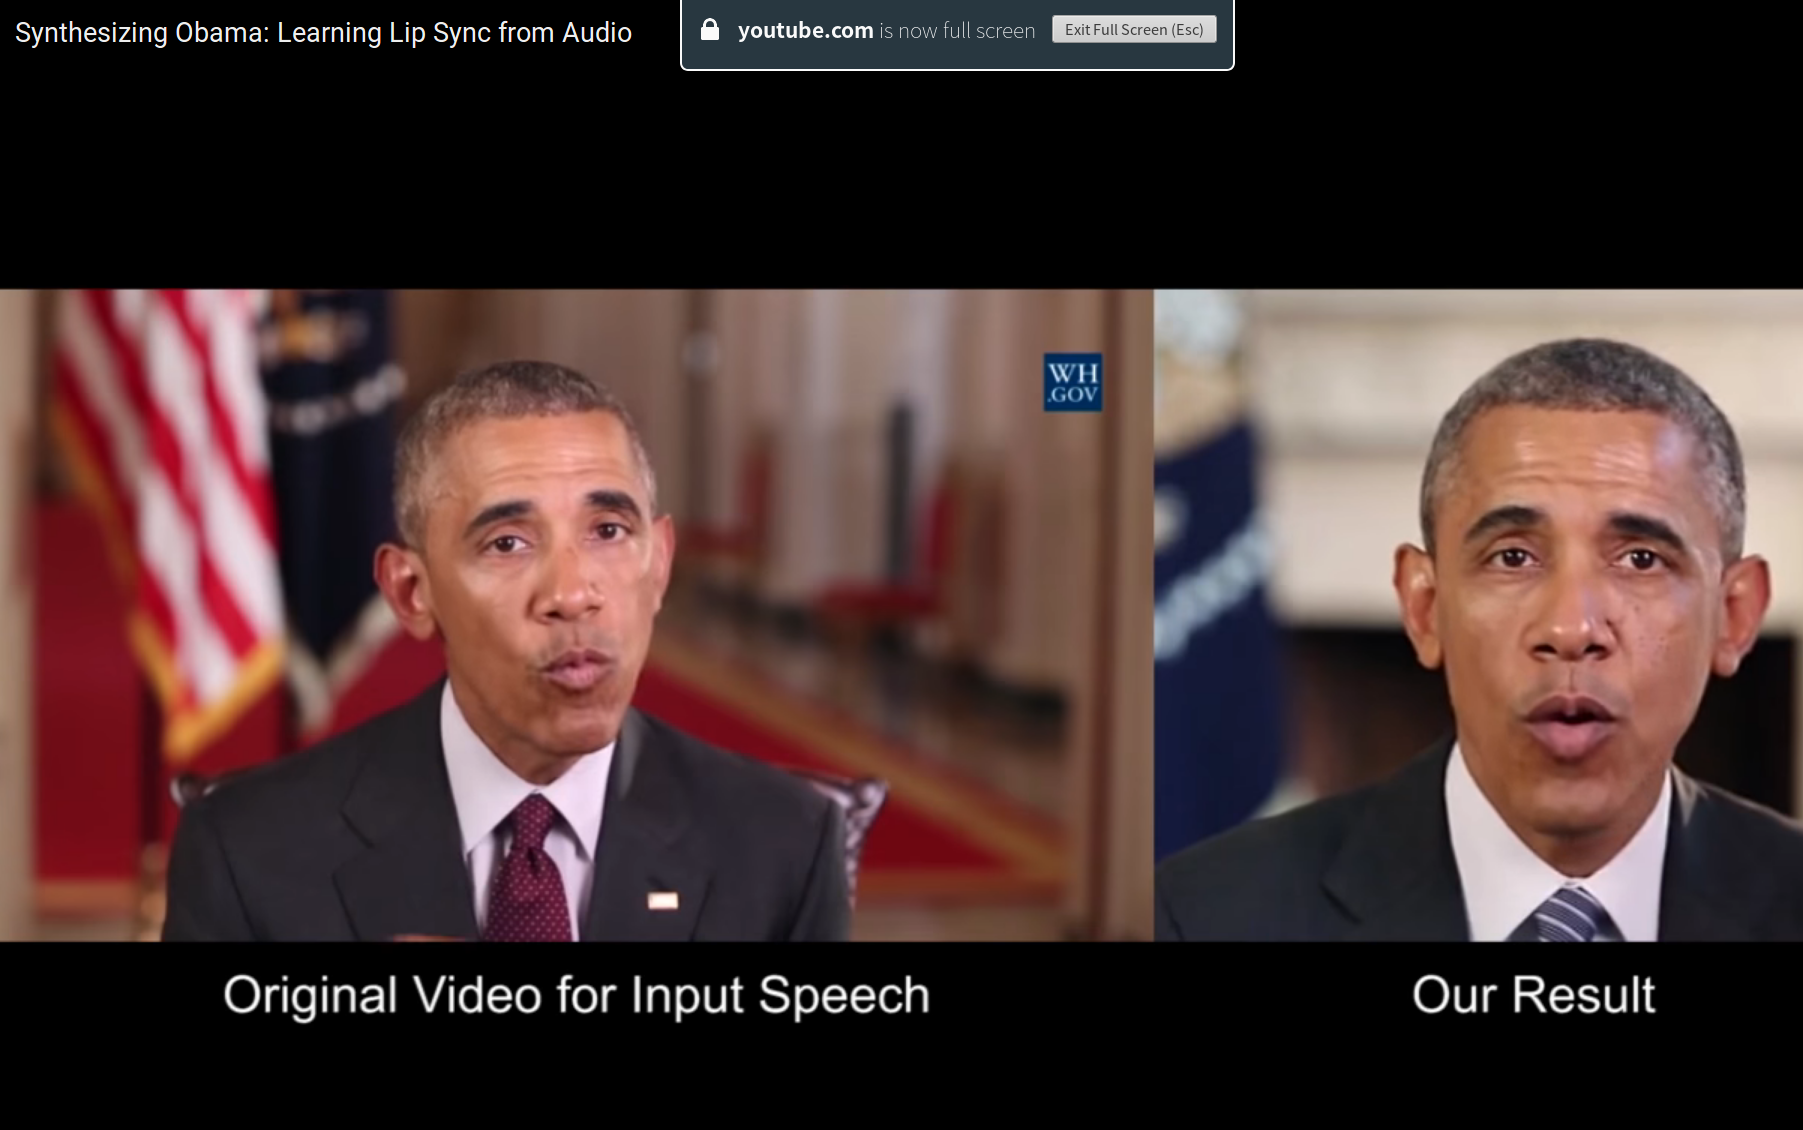 Synthesizing Obama: Learning Lip Sync from Audio
youtube.com is now full screen
Exit Full Screen (Esc)
WH
.GOV
Original Video for Input Speech
Our Result